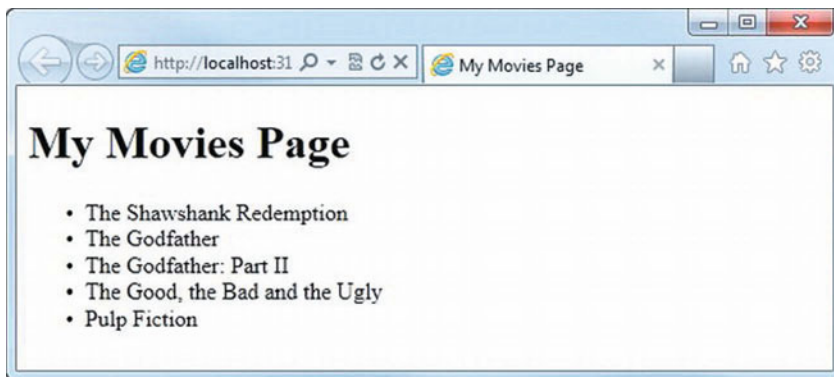 http://localhost:31
My Movies Page
My Movies Page
• The Shawshank Redemption
• The Godfather
• The Godfather: Part II
• The Good, the Bad and the Ugly
• Pulp Fiction